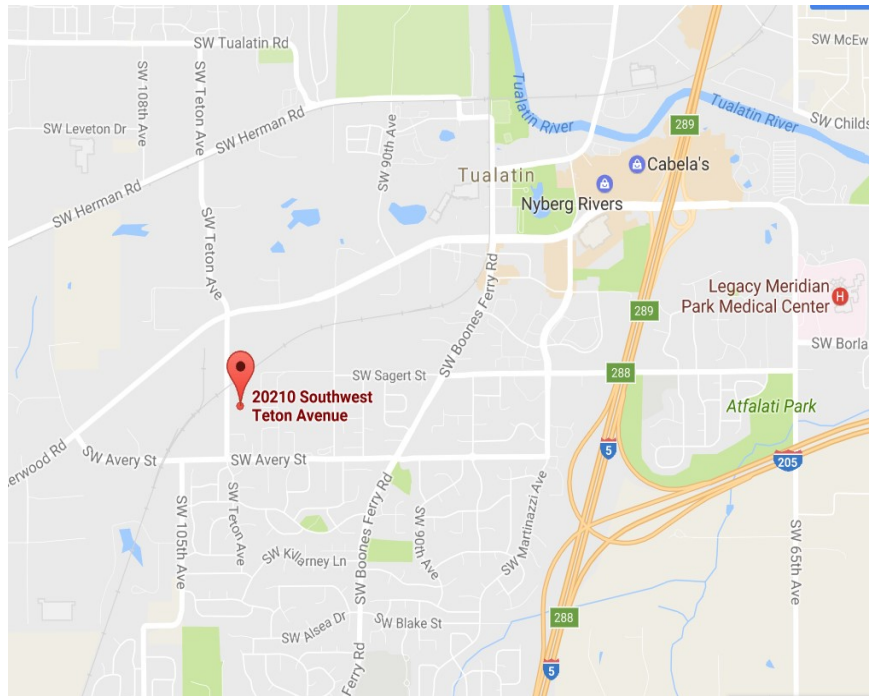 SW Tualatin Rd
SW McEw
SW 108th Ave
SW Teton Ave
SW Leveton Dr
SW Herman Rd
SW 90th Ave
Tualatin River
289
Tualatin River
SW Childs
Cabela's
Tualatin
Nyberg Rivers
SW Herman Rd
SW Teton Ave
SW Boones Ferry Rd
Legacy Meridian
Park Medical Center
H
289
SW Borla
SW Sagert St
288
20210 Southwest
Teton Avenue
Atfalati Park
5
205
erwood Rd
SW Avery St
SW Avery St
SW 105th Ave
SW Teton Ave
SW Boones Ferry Rd
SW 90th Ave
SW Martinazzi Ave
SW 65th Ave
SW Killarney Ln
SW Alsea Dr
SW Blake St
288
5